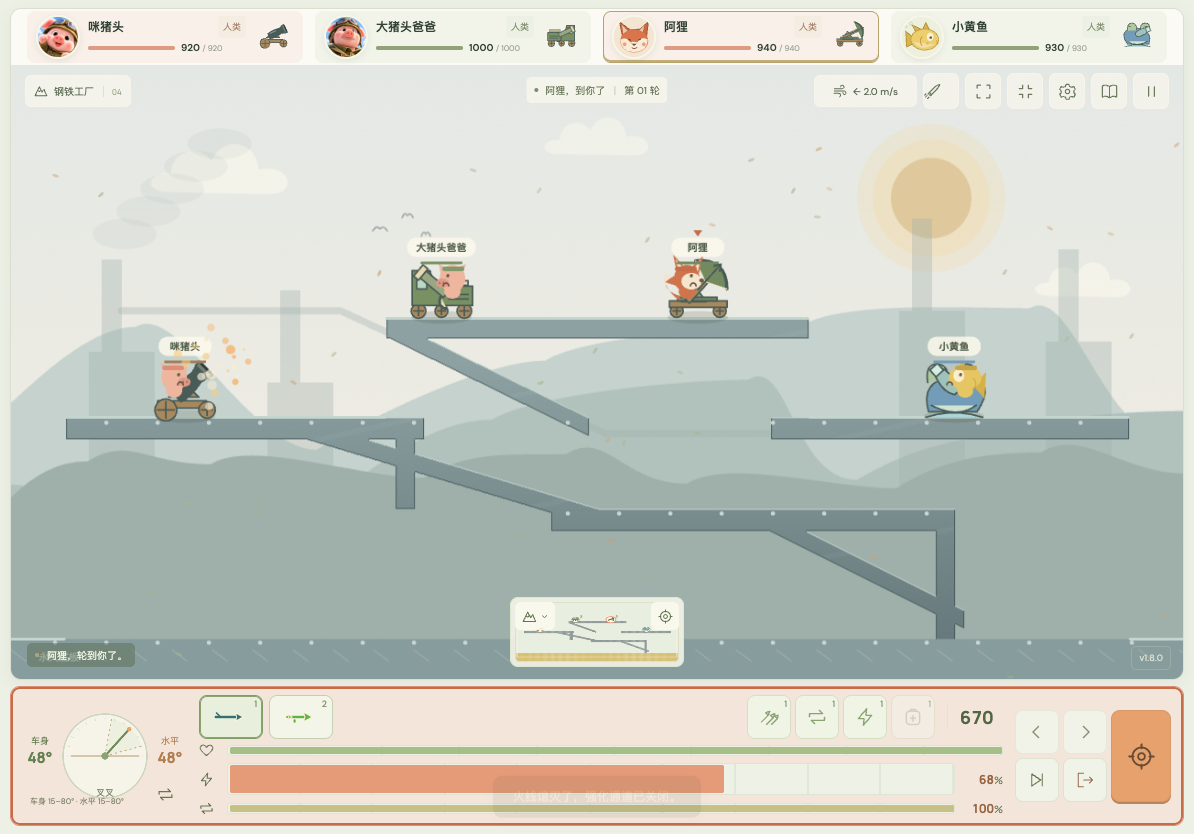 咪猪头 人类
920 / 920
大猪头爸爸 人类
1000 / 1000
阿狸 人类
940 / 940
小黄鱼 人类
930 / 930
钢铁工厂 04
阿狸，到你了 第 01 轮
← 2.0 m/s
大猪头爸爸
阿狸
咪猪头
小黄鱼
阿狸，轮到你了。
v1.8.0
车身
48°
水平
48°
叉叉
车身 15–80° · 水平 15–80°
1
2
1
1
1
1
670
68%
100%